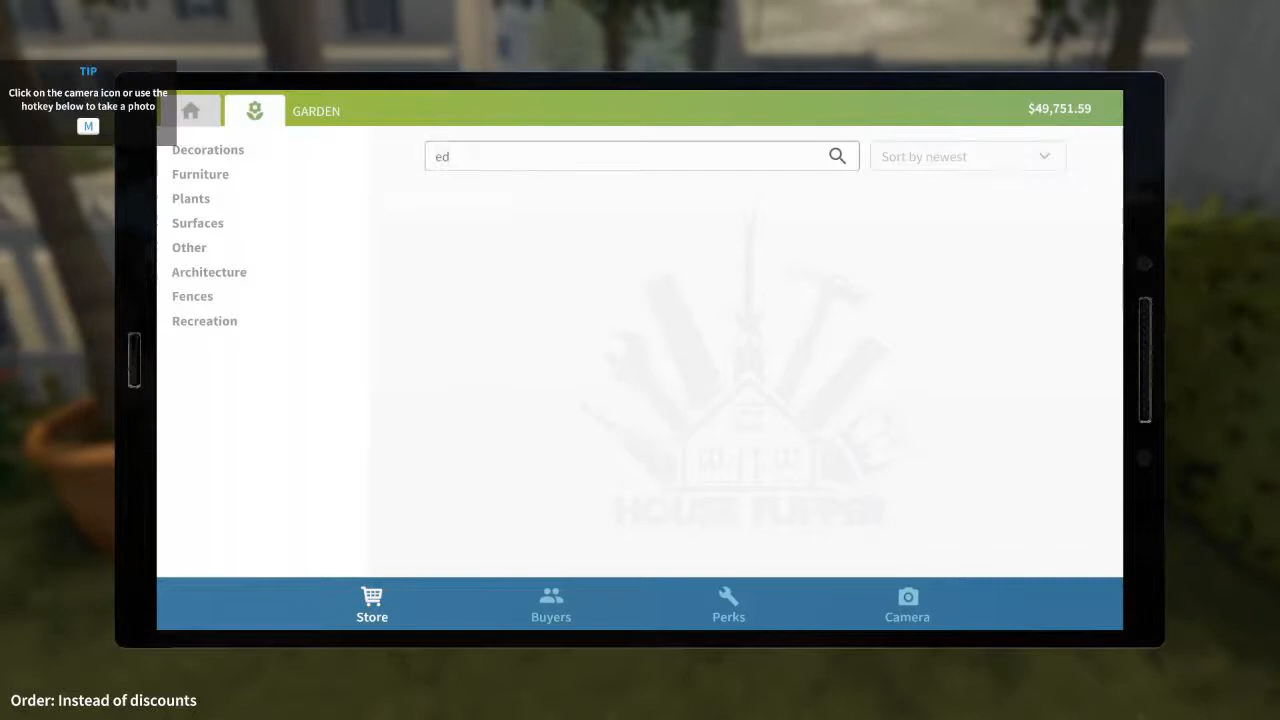 TIP
Click on the camera icon or use the
hotkey below to take a photo
M
GARDEN
$49,751.59
Decorations
Furniture
Plants
Surfaces
Other
Architecture
Fences
Recreation
ed
Sort by newest
HOUSE FLIPPER
Store
Buyers
Perks
Camera
Order: Instead of discounts